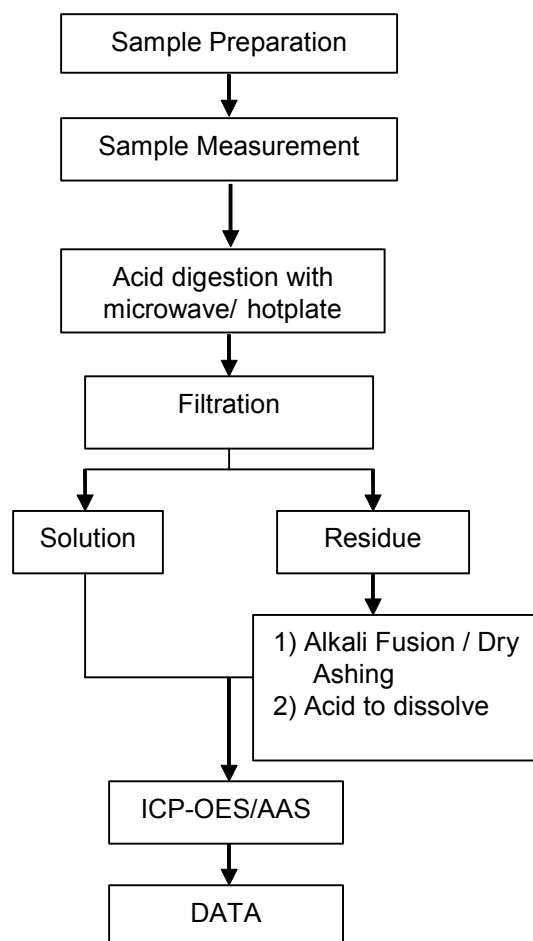 Sample Preparation
Sample Measurement
Acid digestion with
microwave/ hotplate
Filtration
Solution
Residue
1) Alkali Fusion / Dry
Ashing
2) Acid to dissolve
ICP-OES/AAS
DATA